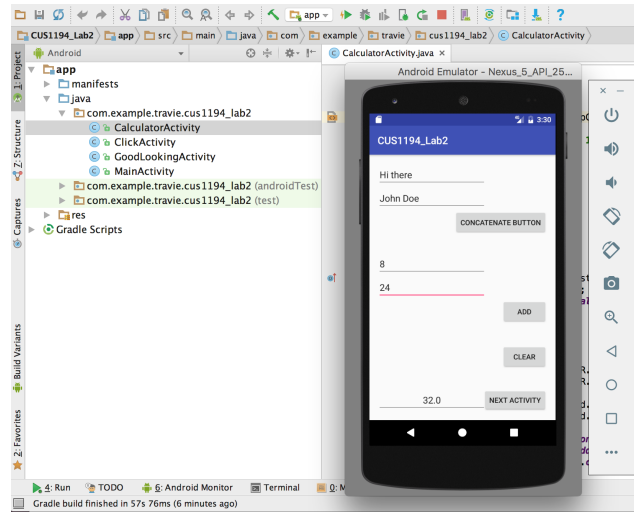 app
CUS1194_Lab2 app src main java com example travie cus1194_lab2 CalculatorActivity
1: Project
Android
CalculatorActivity.java ×
app
manifests
java
com.example.travie.cus1194_lab2
CalculatorActivity
ClickActivity
GoodLookingActivity
MainActivity
com.example.travie.cus1194_lab2 (androidTest)
com.example.travie.cus1194_lab2 (test)
res
Gradle Scripts
Z: Structure
Captures
Build Variants
2: Favorites
Android Emulator - Nexus_5_API_25...
3:30
CUS1194_Lab2
Hi there
John Doe
CONCATENATE BUTTON
8
24
ADD
CLEAR
32.0
NEXT ACTIVITY
4: Run TODO 6: Android Monitor Terminal 0: M
Gradle build finished in 57s 76ms (6 minutes ago)